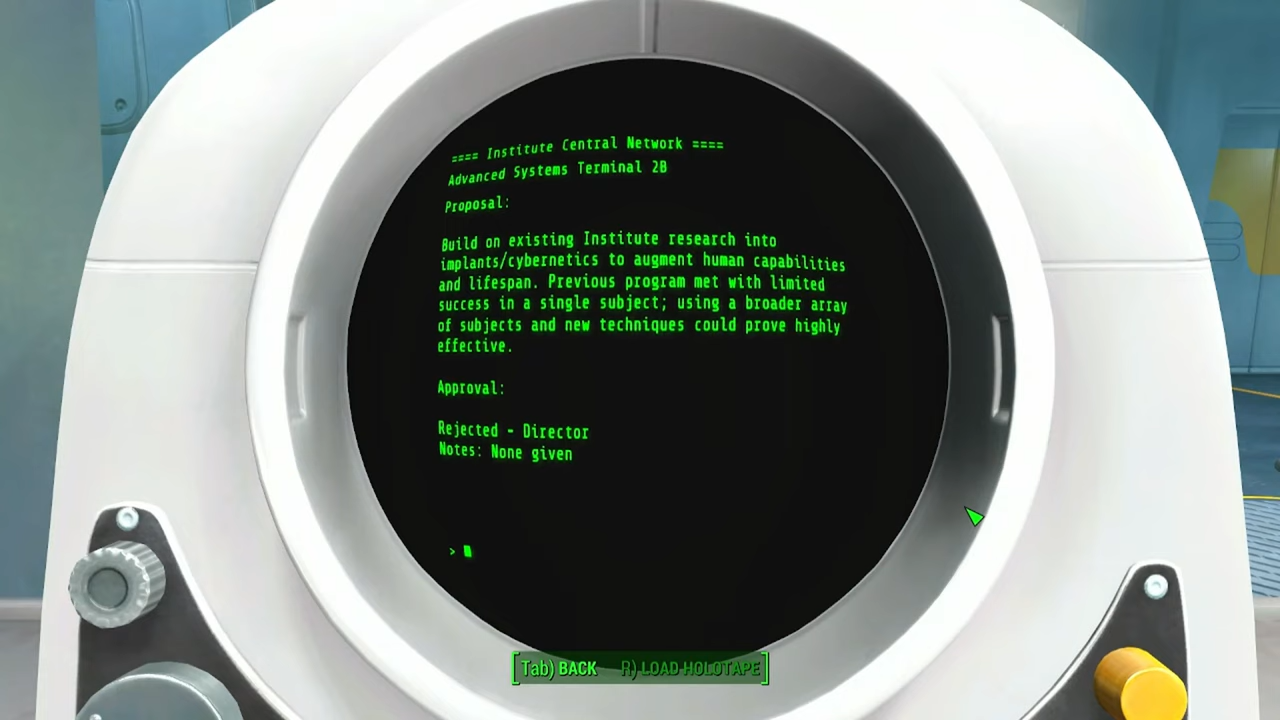 ==== Institute Central Network ====
Advanced Systems Terminal 2B
Proposal:
Build on existing Institute research into
implants/cybernetics to augment human capabilities
and lifespan. Previous program met with limited
success in a single subject; using a broader array
of subjects and new techniques could prove highly
effective.
Approval:
Rejected - Director
Notes: None given
>
Tab) BACK R) LOAD HOLOTAPE